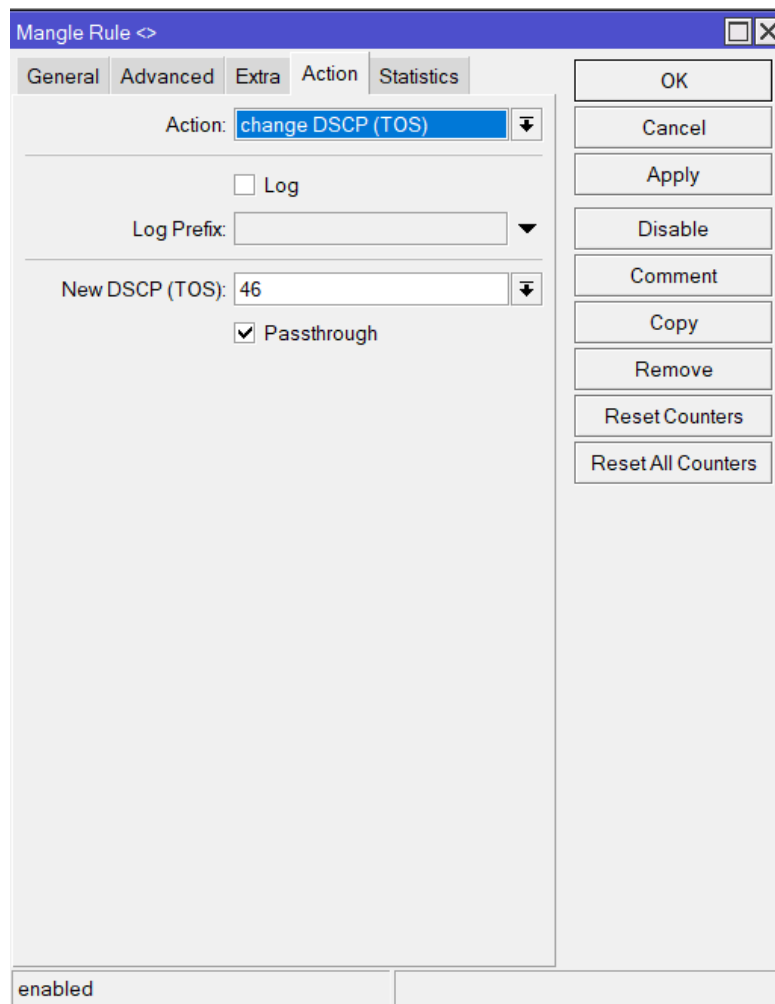 Mangle Rule <>
General Advanced Extra Action Statistics
Action: change DSCP (TOS)
Log
Log Prefix:
New DSCP (TOS): 46
Passthrough
OK
Cancel
Apply
Disable
Comment
Copy
Remove
Reset Counters
Reset All Counters
enabled